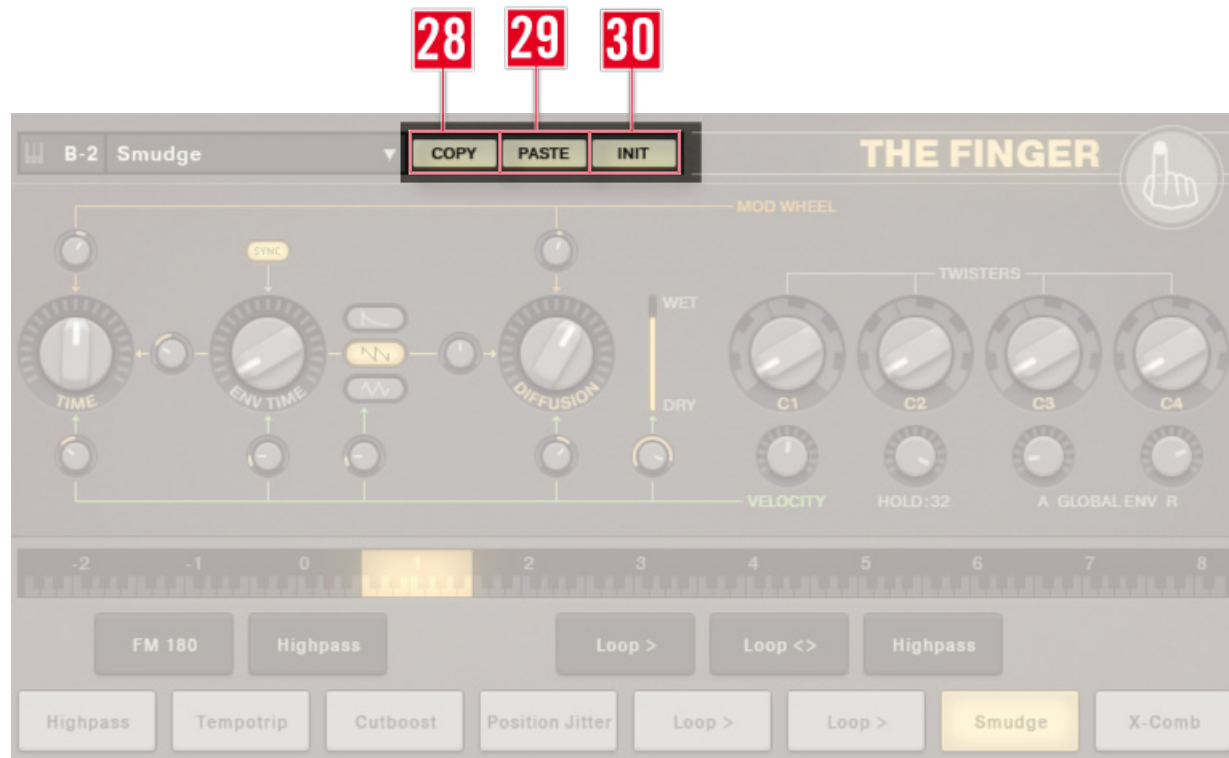 28 29 30
B-2 Smudge COPY PASTE INIT THE FINGER
MOD WHEEL
SYNC
TWISTERS
WET
TIME ENV TIME DIFFUSION DRY C1 C2 C3 C4
VELOCITY HOLD:32 A GLOBAL ENV R
-2 -1 0 1 2 3 4 5 6 7 8
FM 180 Highpass Loop > Loop <> Highpass
Highpass Tempotrip Cutboost Position Jitter Loop > Loop > Smudge X-Comb